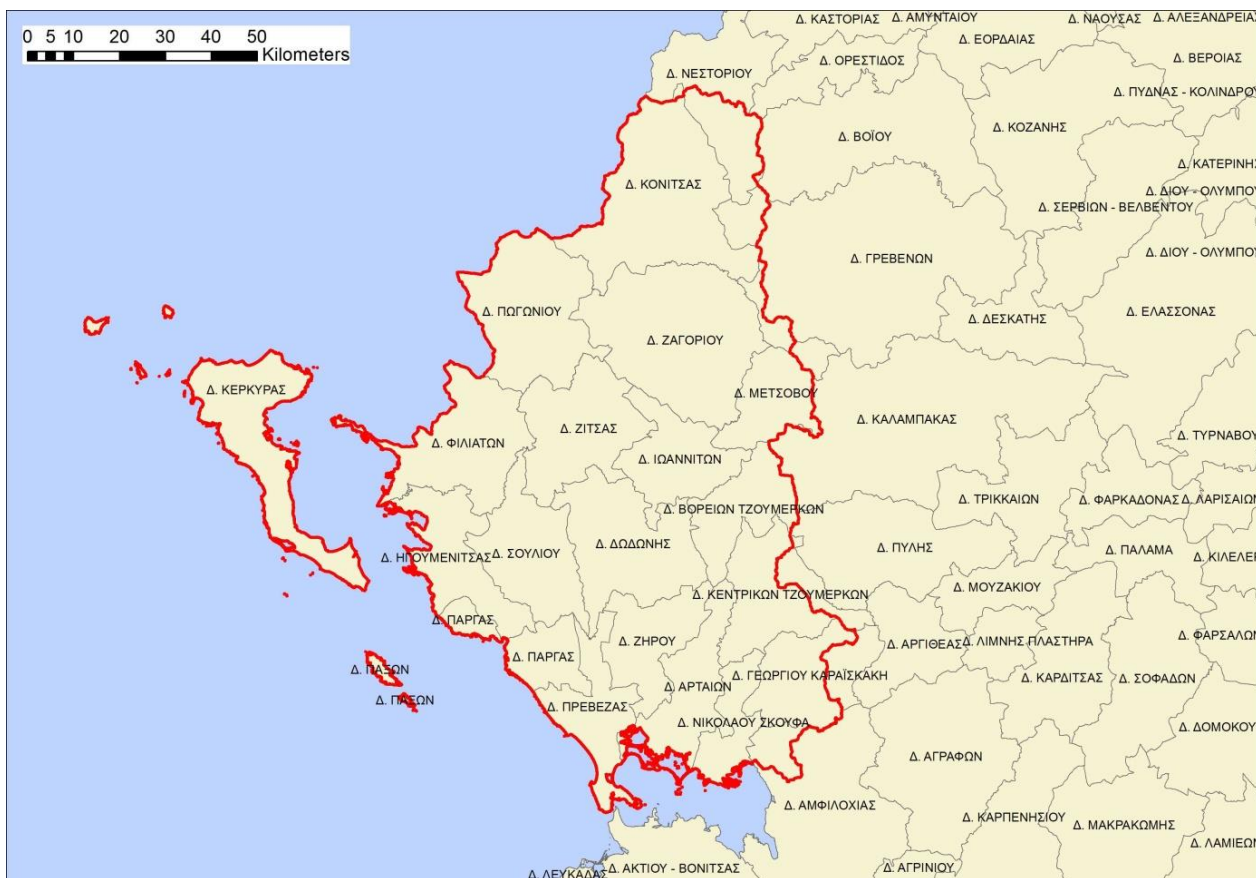 0 5 10 20 30 40 50
Kilometers
Δ. ΚΑΣΤΟΡΙΑΣ
Δ. ΑΜΥΝΤΑΙΟΥ
Δ. ΝΑΟΥΣΑΣ
Δ. ΑΛΕΞΑΝΔΡΕΙΑΣ
Δ. ΕΟΡΔΑΙΑΣ
Δ. ΟΡΕΣΤΙΔΟΣ
Δ. ΒΕΡΟΙΑΣ
Δ. ΝΕΣΤΟΡΙΟΥ
Δ. ΠΥΔΝΑΣ - ΚΟΛΙΝΔΡΟΥ
Δ. ΒΟΪΟΥ
Δ. ΚΟΖΑΝΗΣ
Δ. ΚΑΤΕΡΙΝΗΣ
Δ. ΚΟΝΙΤΣΑΣ
Δ. ΔΙΟΥ - ΟΛΥΜΠΟΥ
Δ. ΣΕΡΒΙΩΝ - ΒΕΛΒΕΝΤΟΥ
Δ. ΔΙΟΥ - ΟΛΥΜΠΟΥ
Δ. ΓΡΕΒΕΝΩΝ
Δ. ΠΩΓΩΝΙΟΥ
Δ. ΕΛΑΣΣΟΝΑΣ
Δ. ΔΕΣΚΑΤΗΣ
Δ. ΖΑΓΟΡΙΟΥ
Δ. ΚΕΡΚΥΡΑΣ
Δ. ΜΕΤΣΟΒΟΥ
Δ. ΚΑΛΑΜΠΑΚΑΣ
Δ. ΖΙΤΣΑΣ
Δ. ΤΥΡΝΑΒΟΥ
Δ. ΦΙΛΙΑΤΩΝ
Δ. ΙΩΑΝΝΙΤΩΝ
Δ. ΤΡΙΚΚΑΙΩΝ
Δ. ΦΑΡΚΑΔΟΝΑΣ
Δ. ΛΑΡΙΣΑΙΩΝ
Δ. ΒΟΡΕΙΩΝ ΤΖΟΥΜΕΡΚΩΝ
Δ. ΔΩΔΩΝΗΣ
Δ. ΠΥΛΗΣ
Δ. ΠΑΛΑΜΑ
Δ. ΚΙΛΕΛΕΡ
Δ. ΗΓΟΥΜΕΝΙΤΣΑΣ
Δ. ΣΟΥΛΙΟΥ
Δ. ΜΟΥΖΑΚΙΟΥ
Δ. ΚΕΝΤΡΙΚΩΝ ΤΖΟΥΜΕΡΚΩΝ
Δ. ΠΑΡΓΑΣ
Δ. ΖΗΡΟΥ
Δ. ΑΡΓΙΘΕΑΣ
Δ. ΛΙΜΝΗΣ ΠΛΑΣΤΗΡΑ
Δ. ΦΑΡΣΑΛΩΝ
Δ. ΠΑΡΓΑΣ
Δ. ΠΑΞΩΝ
Δ. ΓΕΩΡΓΙΟΥ ΚΑΡΑΪΣΚΑΚΗ
Δ. ΚΑΡΔΙΤΣΑΣ
Δ. ΣΟΦΑΔΩΝ
Δ. ΑΡΤΑΙΩΝ
Δ. ΠΑΞΩΝ
Δ. ΠΡΕΒΕΖΑΣ
Δ. ΝΙΚΟΛΑΟΥ ΣΚΟΥΦΑ
Δ. ΔΟΜΟΚΟΥ
Δ. ΑΓΡΑΦΩΝ
Δ. ΑΜΦΙΛΟΧΙΑΣ
Δ. ΚΑΡΠΕΝΗΣΙΟΥ
Δ. ΜΑΚΡΑΚΩΜΗΣ
Δ. ΛΑΜΙΕΩΝ
Δ. ΛΕΥΚΑΔΑΣ
Δ. ΑΚΤΙΟΥ - ΒΟΝΙΤΣΑΣ
Δ. ΑΓΡΙΝΙΟΥ